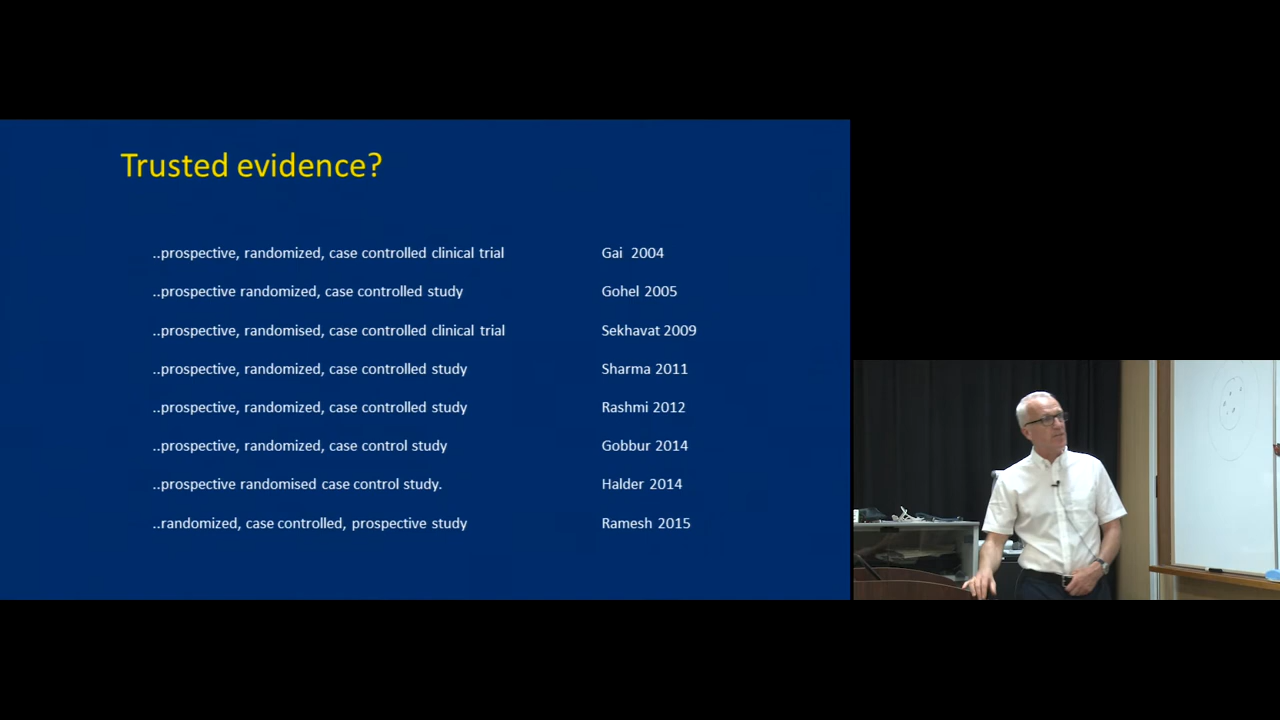 Trusted evidence?
..prospective, randomized, case controlled clinical trial Gai 2004
..prospective randomized, case controlled study Gohel 2005
..prospective, randomised, case controlled clinical trial Sekhavat 2009
..prospective, randomized, case controlled study Sharma 2011
..prospective, randomized, case controlled study Rashmi 2012
..prospective, randomized, case control study Gobbur 2014
..prospective randomised case control study. Halder 2014
..randomized, case controlled, prospective study Ramesh 2015